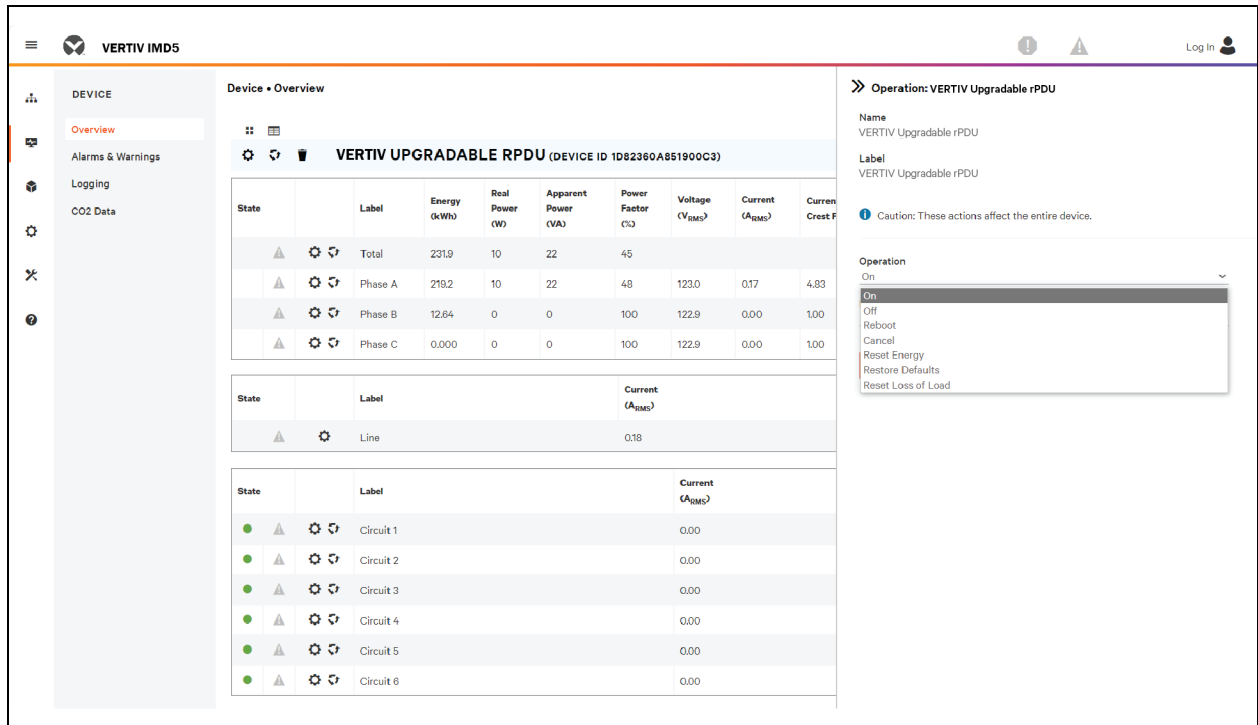 VERTIV IMD5
Log In
DEVICE
Overview
Alarms & Warnings
Logging
CO2 Data
Device • Overview
VERTIV UPGRADABLE RPDU (DEVICE ID 1D82360A851900C3)
State Label Energy (kWh) Real Power (W) Apparent Power (VA) Power Factor (%) Voltage (VRMS) Current (ARMS) Curren Crest F
Total 231.9 10 22 45
Phase A 219.2 10 22 48 123.0 0.17 4.83
Phase B 12.64 0 0 100 122.9 0.00 1.00
Phase C 0.000 0 0 100 122.9 0.00 1.00
State Label Current (ARMS)
Line 0.18
State Label Current (ARMS)
Circuit 1 0.00
Circuit 2 0.00
Circuit 3 0.00
Circuit 4 0.00
Circuit 5 0.00
Circuit 6 0.00
Operation: VERTIV Upgradable rPDU
Name
VERTIV Upgradable rPDU
Label
VERTIV Upgradable rPDU
Caution: These actions affect the entire device.
Operation
On
On
Off
Reboot
Cancel
Reset Energy
Restore Defaults
Reset Loss of Load